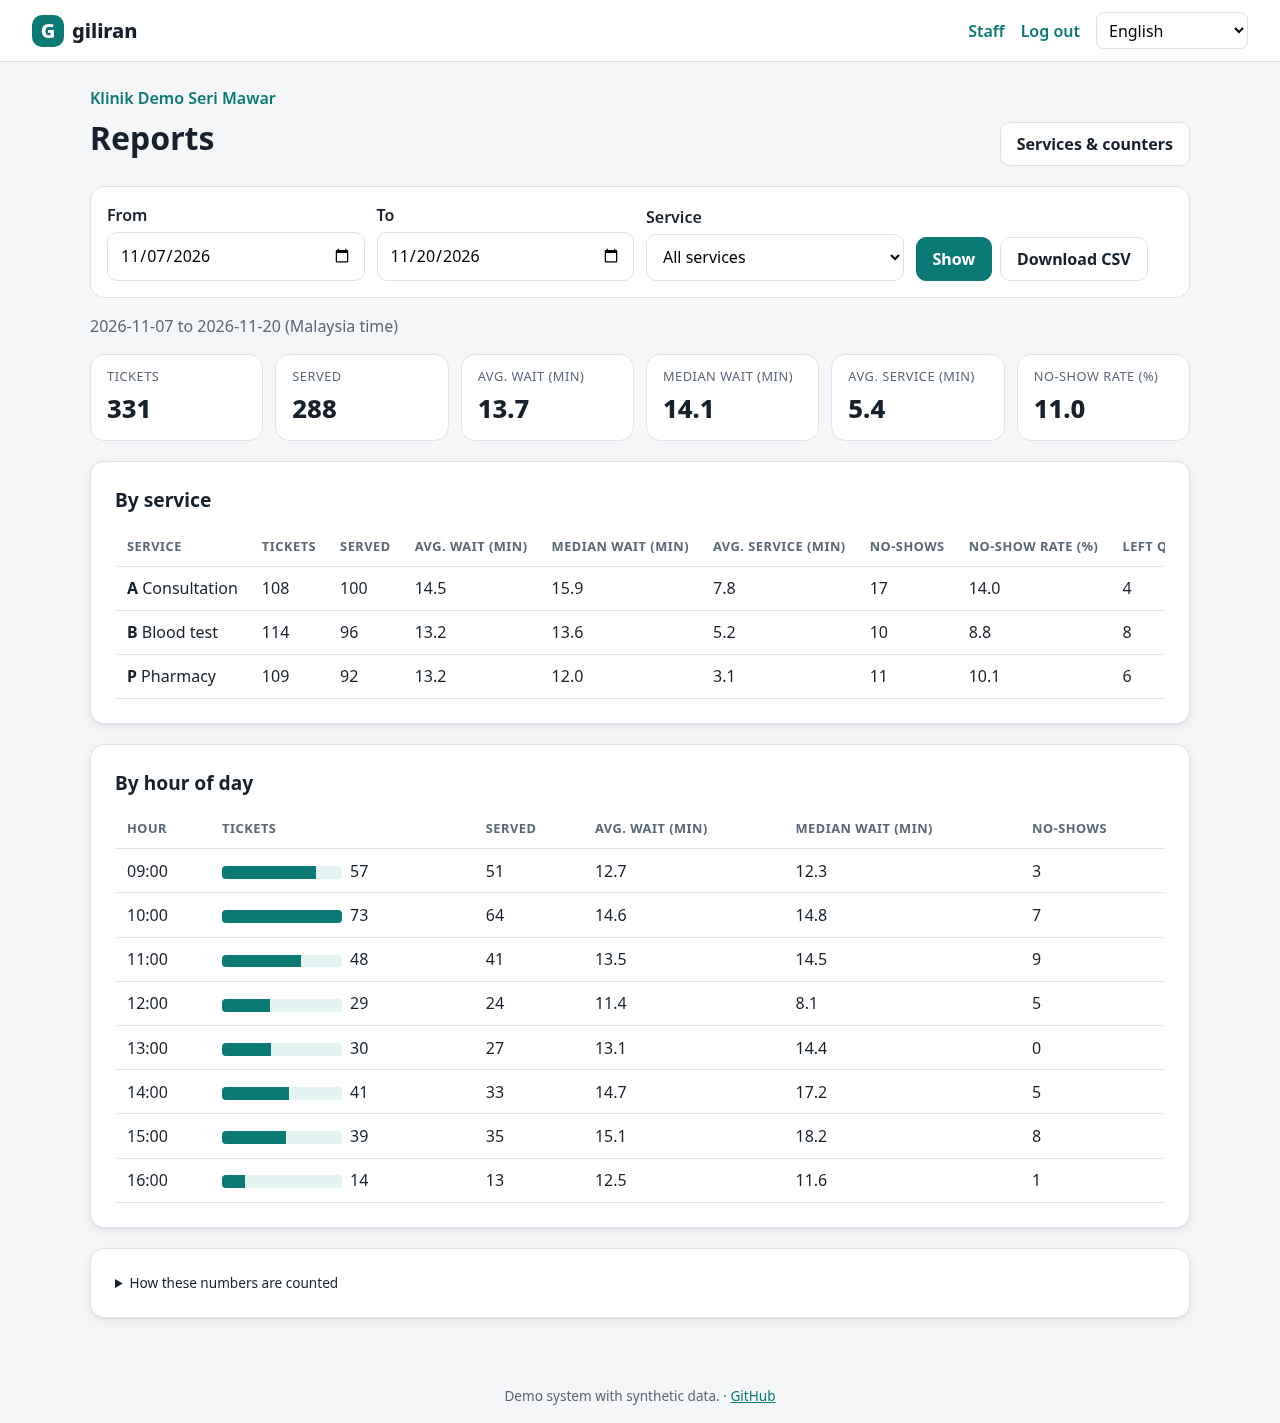 G giliran
Staff Log out English
Klinik Demo Seri Mawar
Reports
Services & counters
From To Service
11/07/2026 11/20/2026 All services Show Download CSV
2026-11-07 to 2026-11-20 (Malaysia time)
TICKETS SERVED AVG. WAIT (MIN) MEDIAN WAIT (MIN) AVG. SERVICE (MIN) NO-SHOW RATE (%)
331 288 13.7 14.1 5.4 11.0
By service
SERVICE TICKETS SERVED AVG. WAIT (MIN) MEDIAN WAIT (MIN) AVG. SERVICE (MIN) NO-SHOWS NO-SHOW RATE (%) LEFT
A Consultation 108 100 14.5 15.9 7.8 17 14.0 4
B Blood test 114 96 13.2 13.6 5.2 10 8.8 8
P Pharmacy 109 92 13.2 12.0 3.1 11 10.1 6
By hour of day
HOUR TICKETS SERVED AVG. WAIT (MIN) MEDIAN WAIT (MIN) NO-SHOWS
09:00 57 51 12.7 12.3 3
10:00 73 64 14.6 14.8 7
11:00 48 41 13.5 14.5 9
12:00 29 24 11.4 8.1 5
13:00 30 27 13.1 14.4 0
14:00 41 33 14.7 17.2 5
15:00 39 35 15.1 18.2 8
16:00 14 13 12.5 11.6 1
How these numbers are counted
Demo system with synthetic data. · GitHub